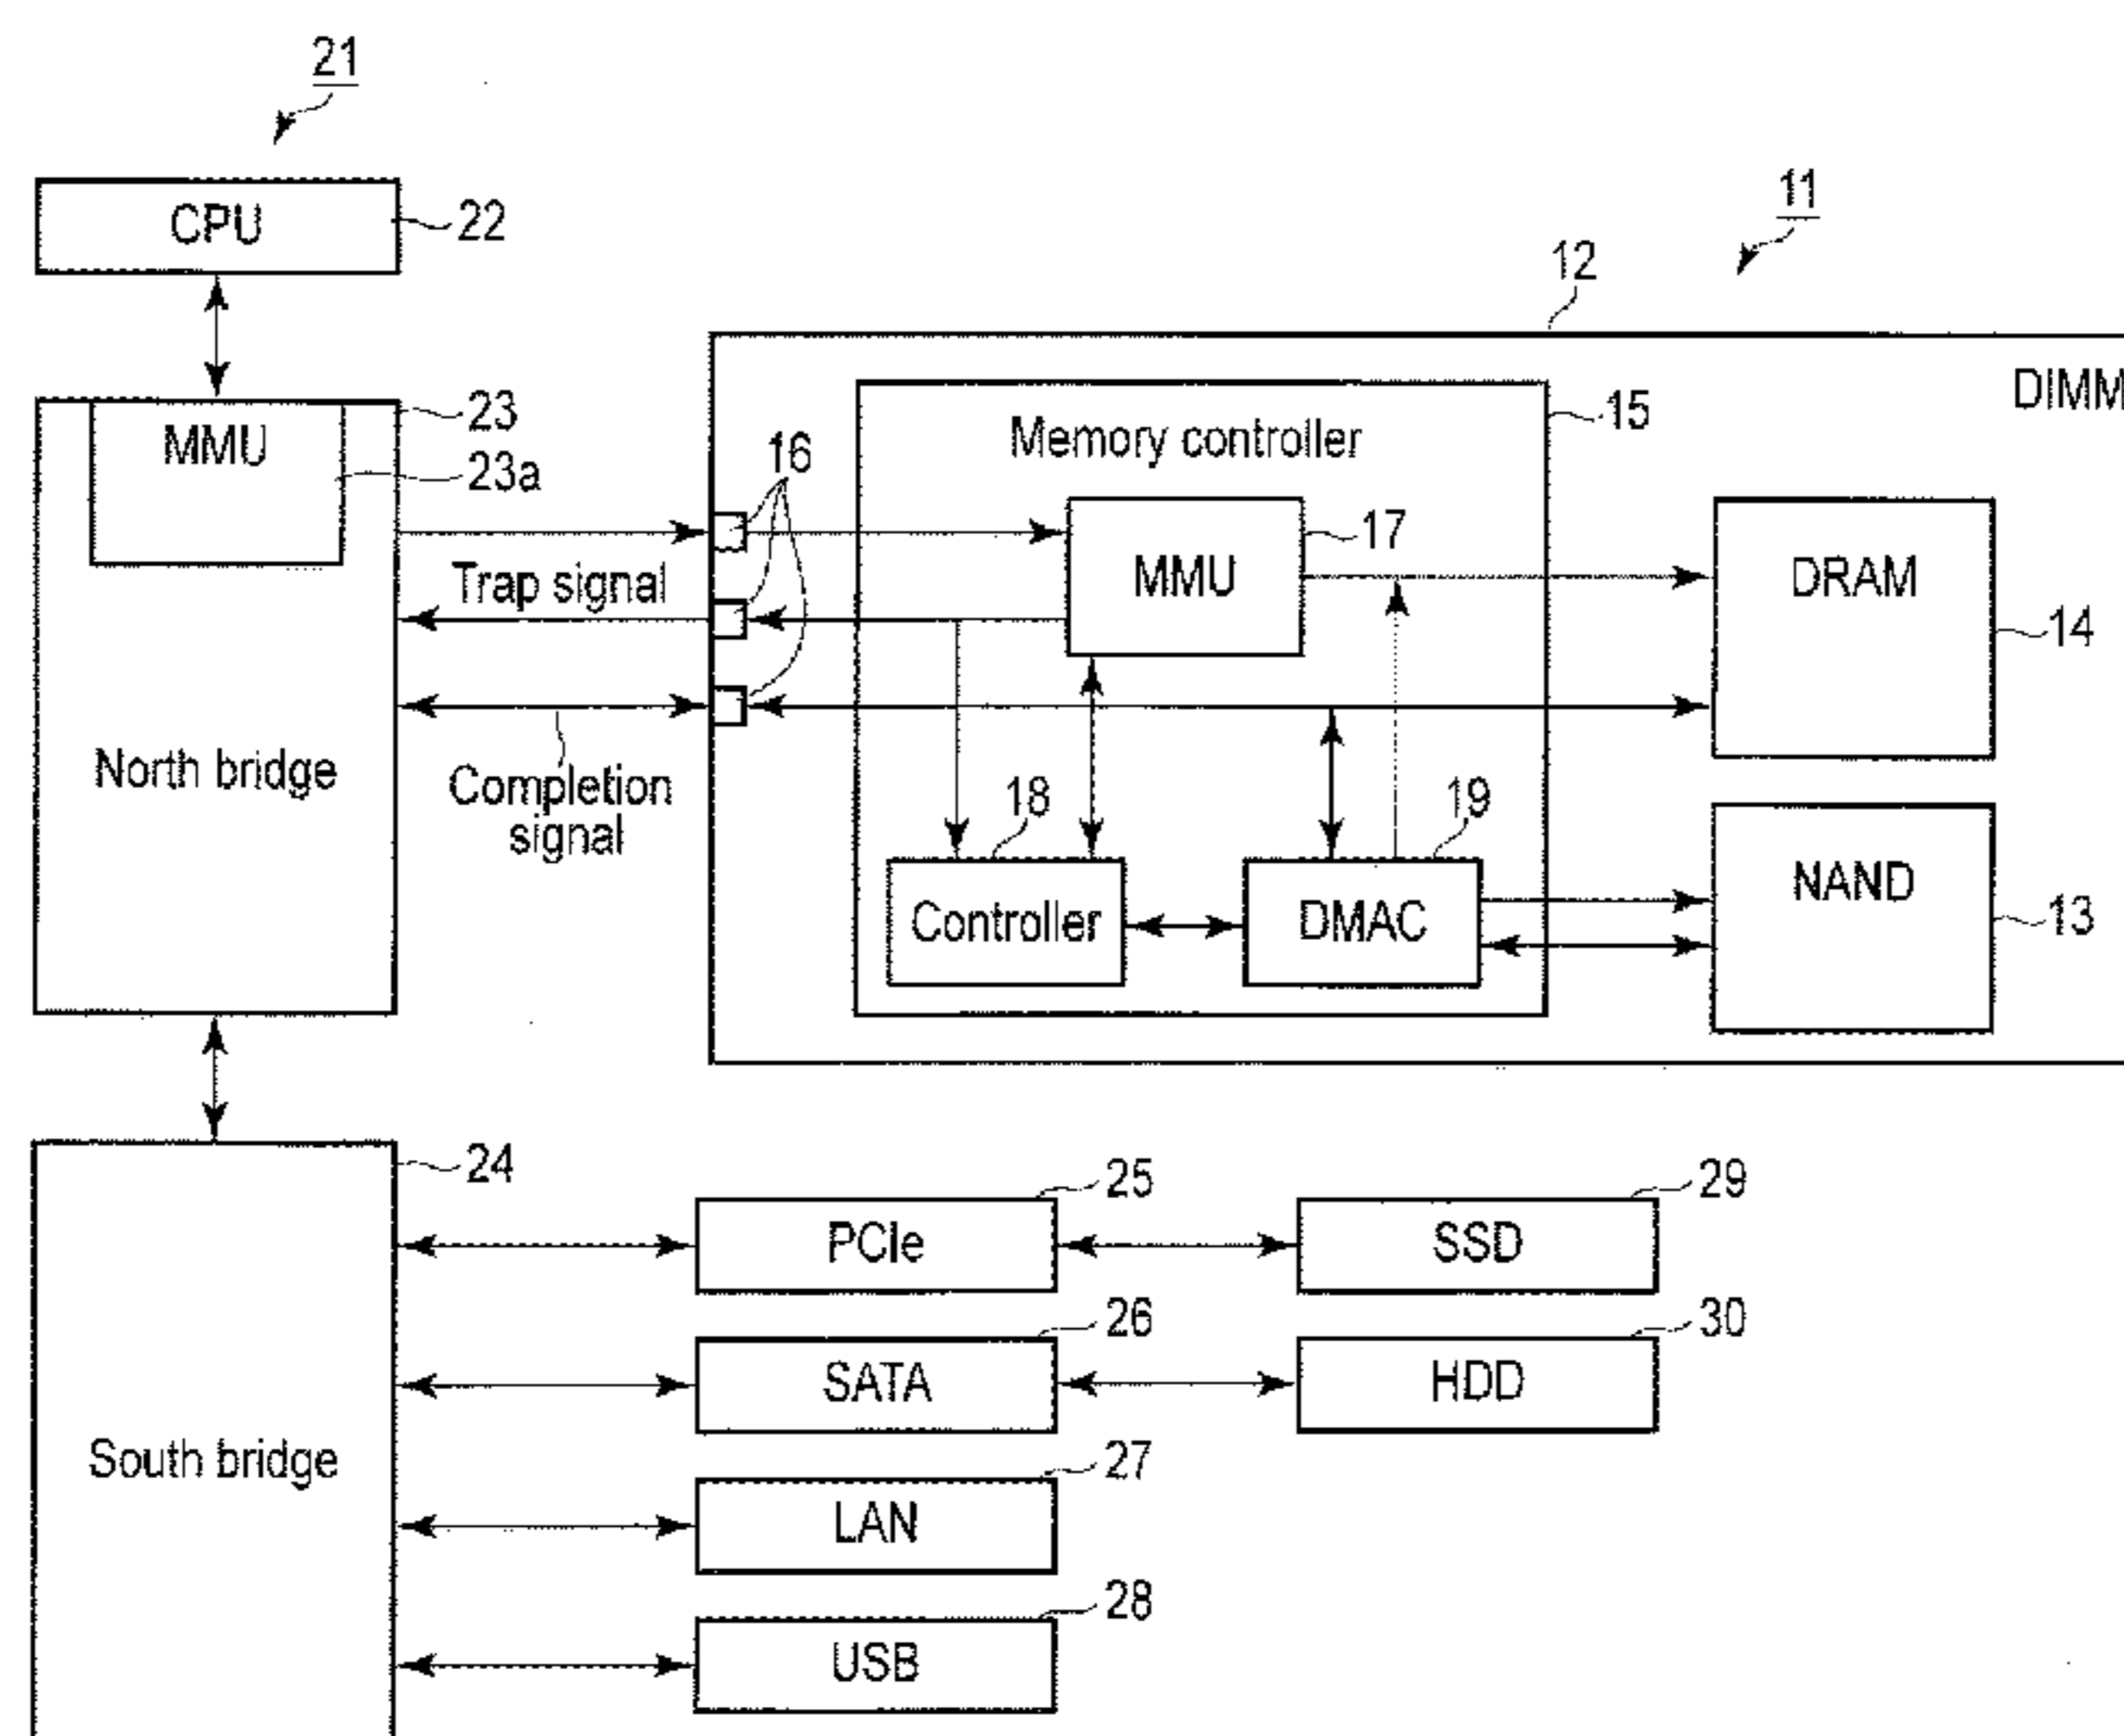 21
CPU
22
11
12
DIMM
MMU
23
23a
16
Memory controller
15
MMU
17
DRAM
14
Trap signal
North bridge
Completion
signal
18
Controller
19
DMAC
NAND
13
24
South bridge
25
PCIe
29
SSD
26
SATA
30
HDD
27
LAN
28
USB